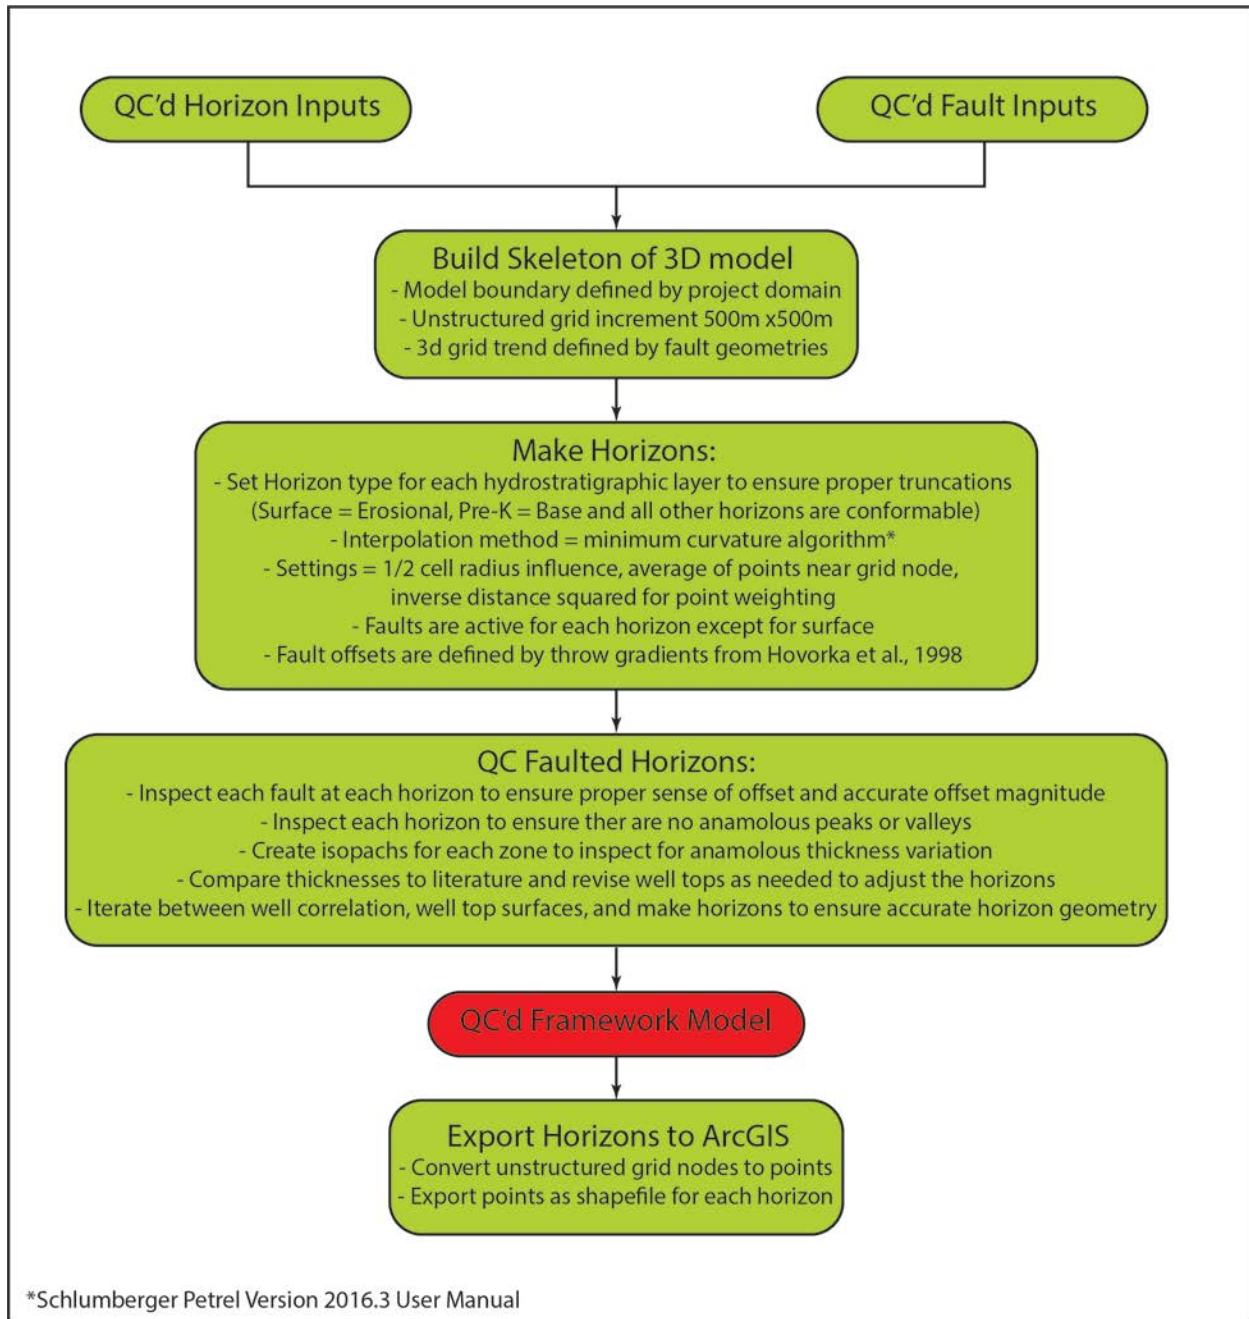 QC'd Horizon Inputs
QC'd Fault Inputs
Build Skeleton of 3D model
- Model boundary defined by project domain
- Unstructured grid increment 500m x500m
- 3d grid trend defined by fault geometries
Make Horizons:
- Set Horizon type for each hydrostratigraphic layer to ensure proper truncations
(Surface = Erosional, Pre-K = Base and all other horizons are conformable)
- Interpolation method = minimum curvature algorithm*
- Settings = 1/2 cell radius influence, average of points near grid node,
inverse distance squared for point weighting
- Faults are active for each horizon except for surface
- Fault offsets are defined by throw gradients from Hovorka et al., 1998
QC Faulted Horizons:
- Inspect each fault at each horizon to ensure proper sense of offset and accurate offset magnitude
- Inspect each horizon to ensure ther are no anamolous peaks or valleys
- Create isopachs for each zone to inspect for anamolous thickness variation
- Compare thicknesses to literature and revise well tops as needed to adjust the horizons
- Iterate between well correlation, well top surfaces, and make horizons to ensure accurate horizon geometry
QC'd Framework Model
Export Horizons to ArcGIS
- Convert unstructured grid nodes to points
- Export points as shapefile for each horizon
*Schlumberger Petrel Version 2016.3 User Manual